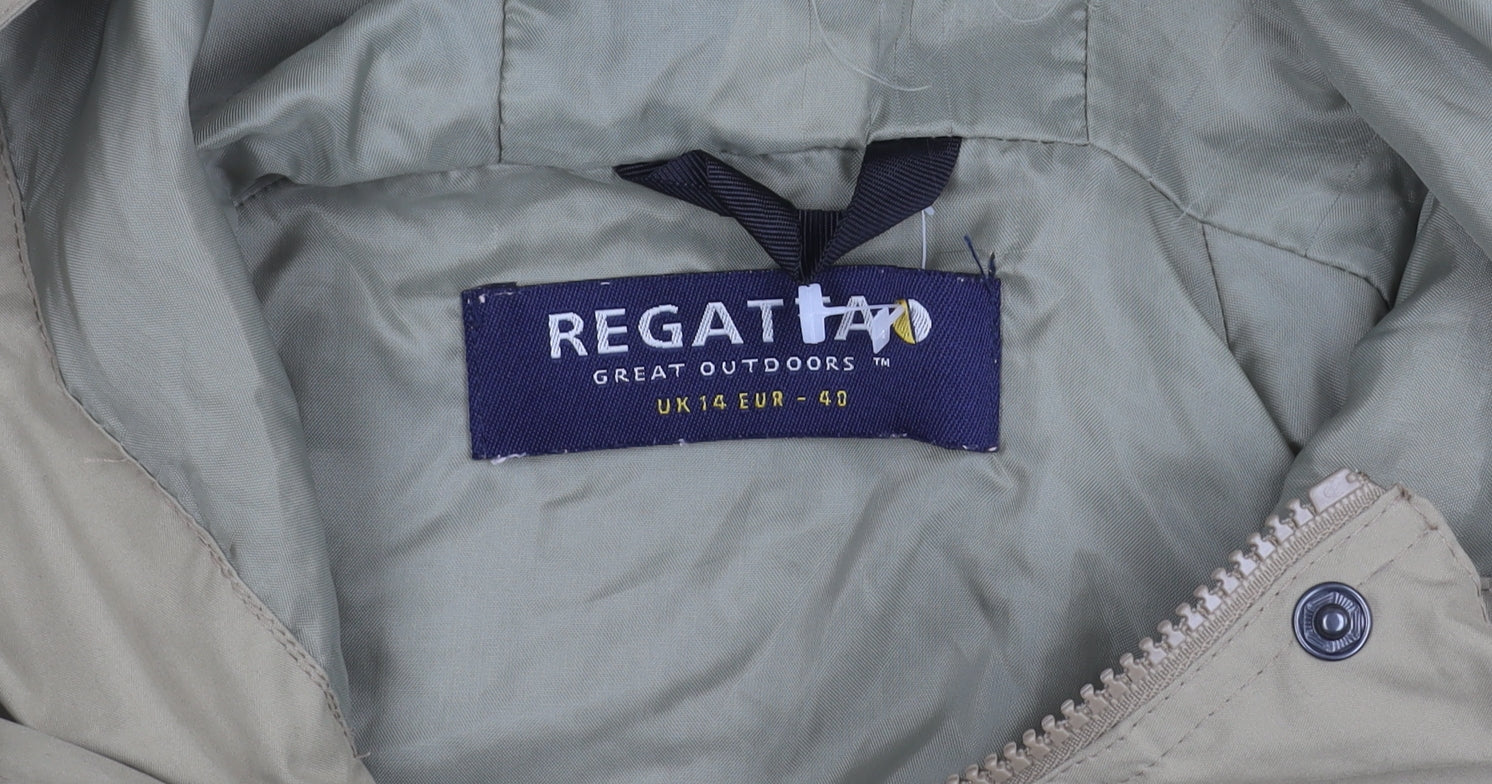 REGATTA
GREAT OUTDOORS ™
UK 14 EUR - 40